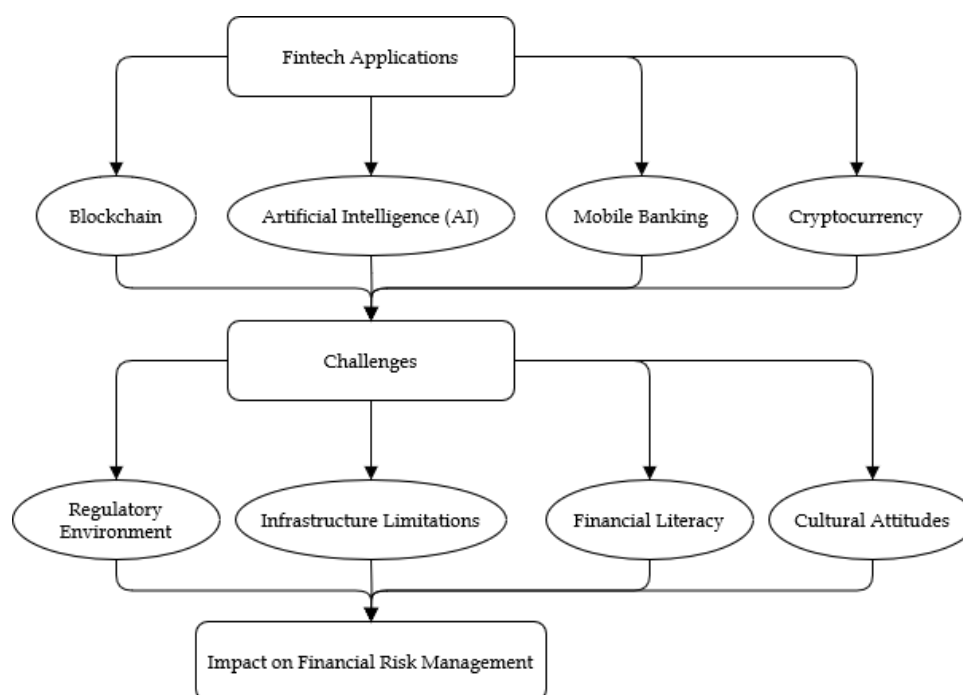 Fintech Applications
Blockchain
Artificial Intelligence (AI)
Mobile Banking
Cryptocurrency
Challenges
Regulatory
Environment
Infrastructure Limitations
Financial Literacy
Cultural Attitudes
Impact on Financial Risk Management